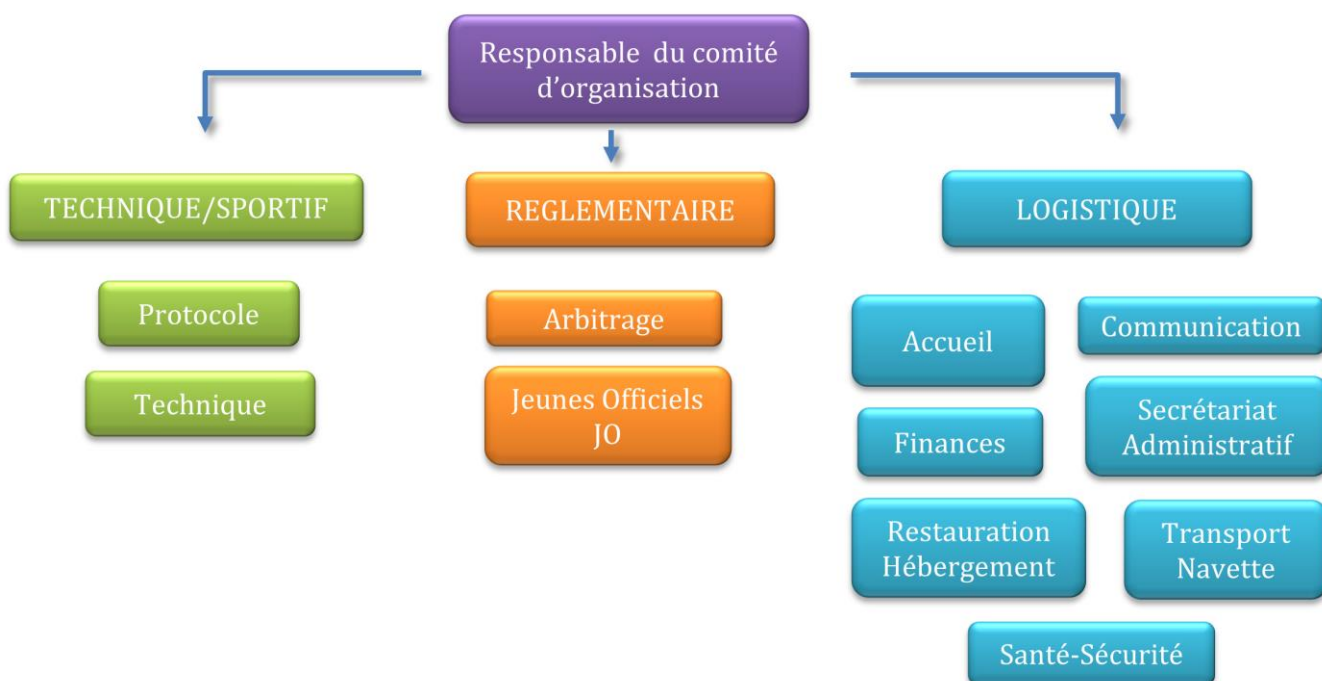 Responsable du comité
d'organisation
TECHNIQUE/SPORTIF
REGLEMENTAIRE
LOGISTIQUE
Protocole
Technique
Arbitrage
Jeunes Officiels
JO
Accueil
Communication
Finances
Secrétariat
Administratif
Restauration
Hébergement
Transport
Navette
Santé-Sécurité